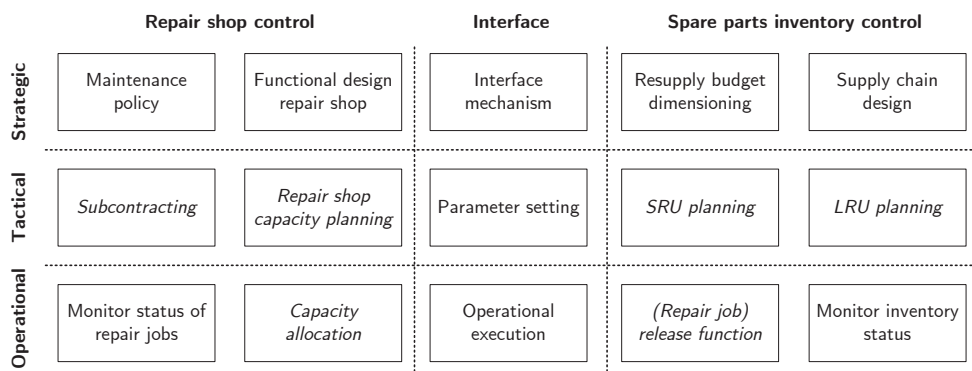 Repair shop control
Interface
Spare parts inventory control
Strategic
Maintenance
policy
Functional design
repair shop
Interface
mechanism
Resupply budget
dimensioning
Supply chain
design
Tactical
Subcontracting
Repair shop
capacity planning
Parameter setting
SRU planning
LRU planning
Operational
Monitor status of
repair jobs
Capacity
allocation
Operational
execution
(Repair job)
release function
Monitor inventory
status